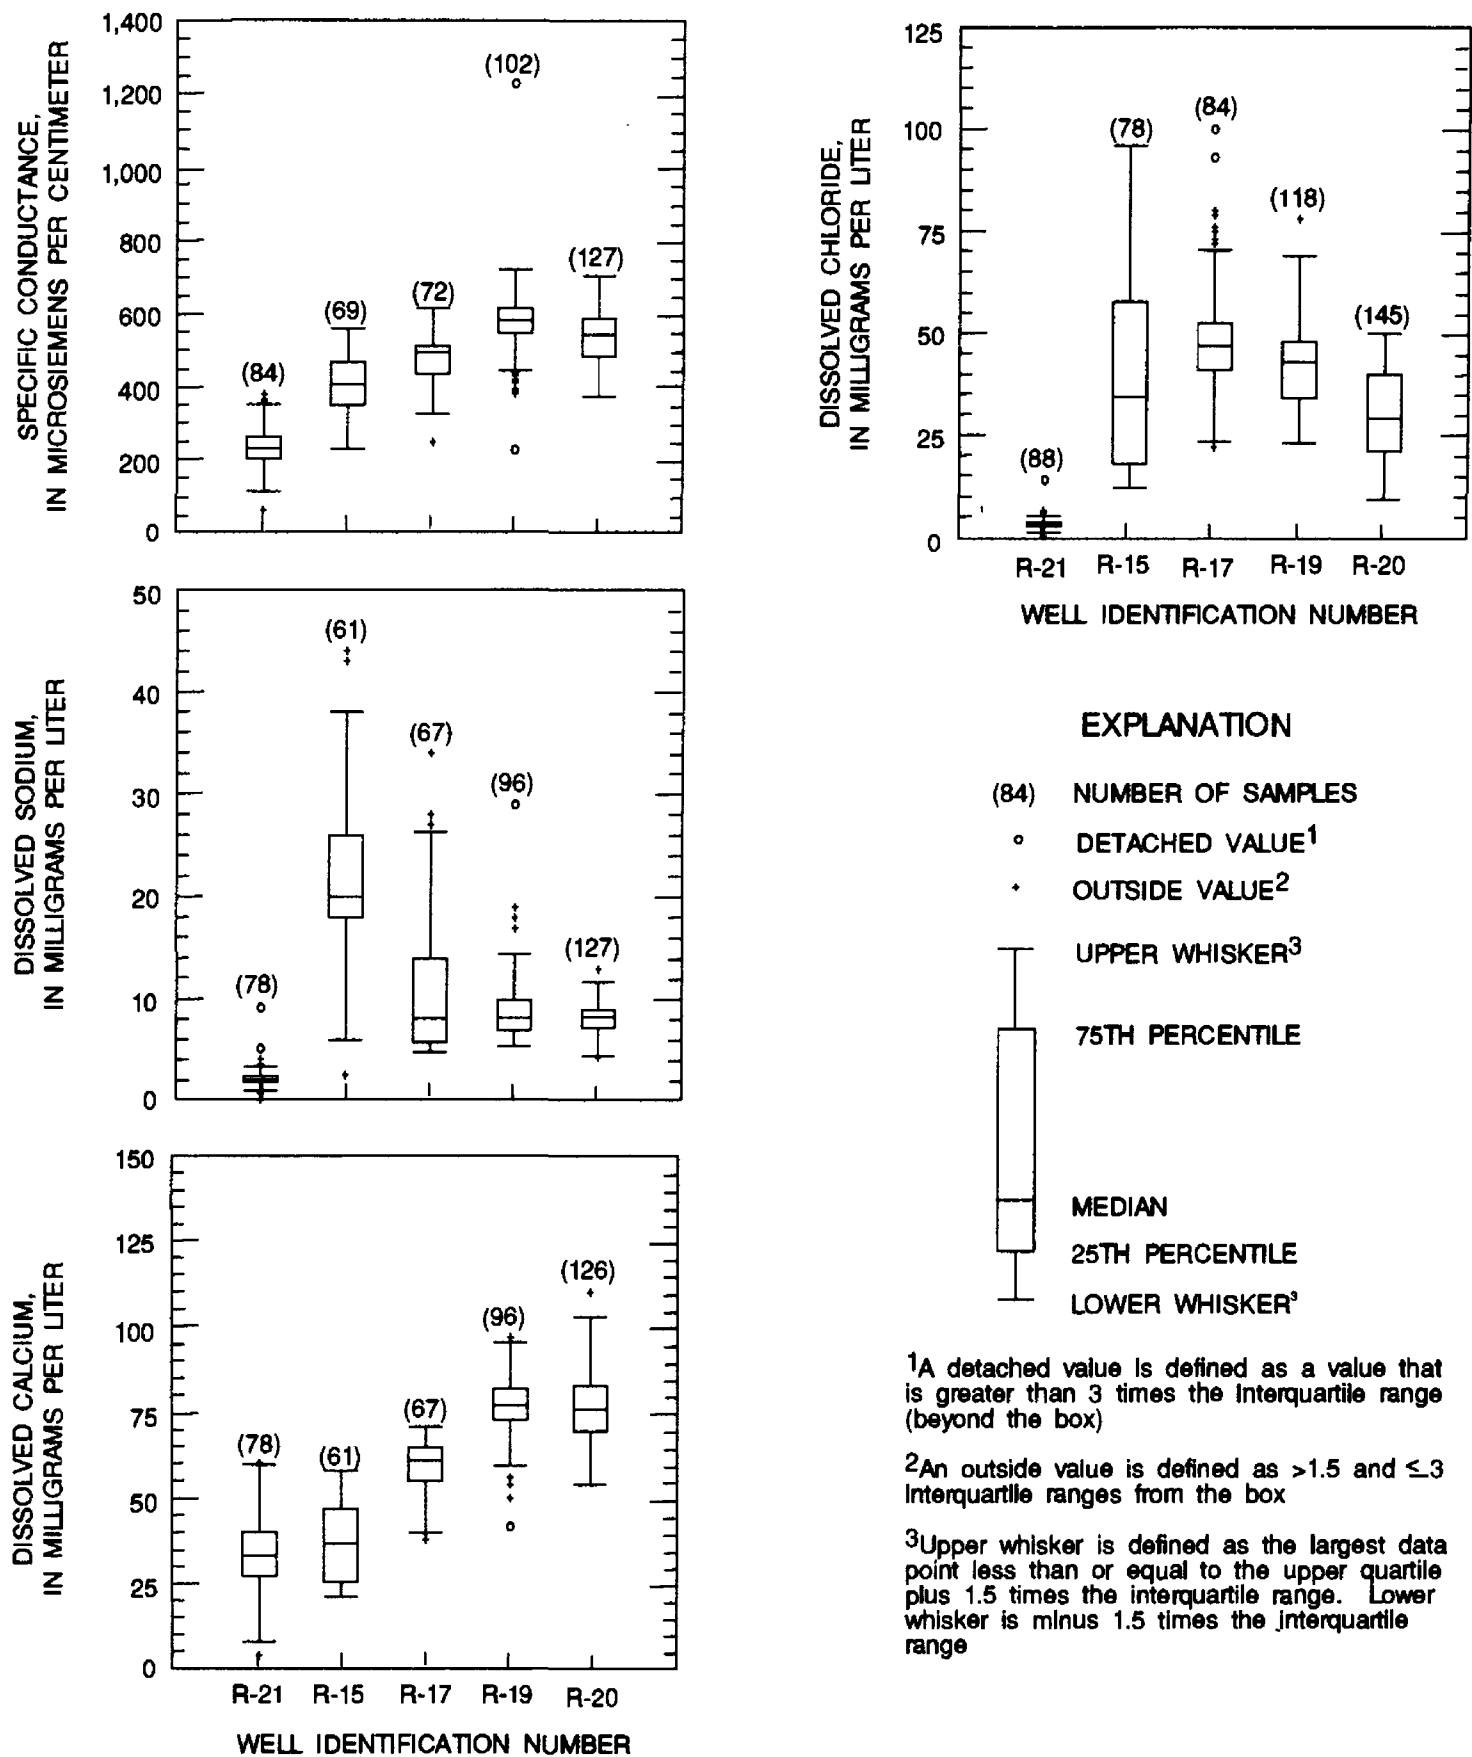 SPECIFIC CONDUCTANCE,
IN MICROSIEMENS PER CENTIMETER
1,400
1,200
1,000
800
600
400
200
0
(84)
(69)
(72)
(102)
(127)
DISSOLVED SODIUM,
IN MILLIGRAMS PER LITER
50
40
30
20
10
0
(78)
(61)
(67)
(96)
(127)
DISSOLVED CALCIUM,
IN MILLIGRAMS PER LITER
150
125
100
75
50
25
0
(78)
(61)
(67)
(96)
(126)
R-21 R-15 R-17 R-19 R-20
WELL IDENTIFICATION NUMBER
DISSOLVED CHLORIDE,
IN MILLIGRAMS PER LITER
125
100
75
50
25
0
(88)
(78)
(84)
(118)
(145)
R-21 R-15 R-17 R-19 R-20
WELL IDENTIFICATION NUMBER
EXPLANATION
(84) NUMBER OF SAMPLES
DETACHED VALUE1
OUTSIDE VALUE2
UPPER WHISKER3
75TH PERCENTILE
MEDIAN
25TH PERCENTILE
LOWER WHISKER3
1A detached value is defined as a value that
is greater than 3 times the Interquartile range
(beyond the box)
2An outside value is defined as >1.5 and ≤3
Interquartile ranges from the box
3Upper whisker is defined as the largest data
point less than or equal to the upper quartile
plus 1.5 times the interquartile range. Lower
whisker is minus 1.5 times the interquartile
range